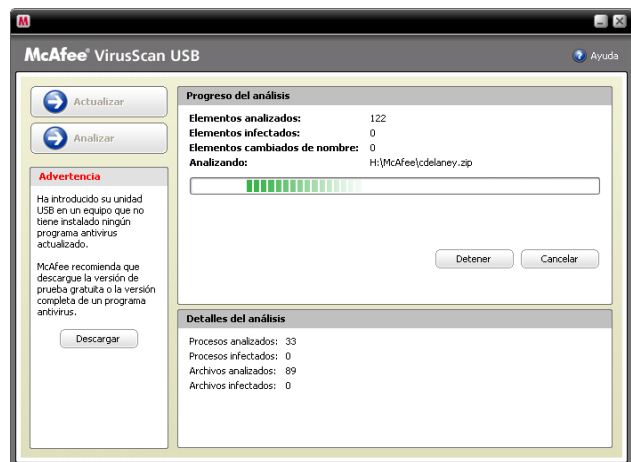 M
McAfee® VirusScan USB
? Ayuda
Actualizar
Analizar
Advertencia
Ha introducido su unidad
USB en un equipo que no
tiene instalado ningún
programa antivirus
actualizado.
McAfee recomienda que
descargue la versión de
prueba gratuita o la versión
completa de un programa
antivirus.
Descargar
Progreso del análisis
Elementos analizados: 122
Elementos infectados: 0
Elementos cambiados de nombre: 0
Analizando: H:\McAfee\cdelaney.zip
Detener Cancelar
Detalles del análisis
Procesos analizados: 33
Procesos infectados: 0
Archivos analizados: 89
Archivos infectados: 0